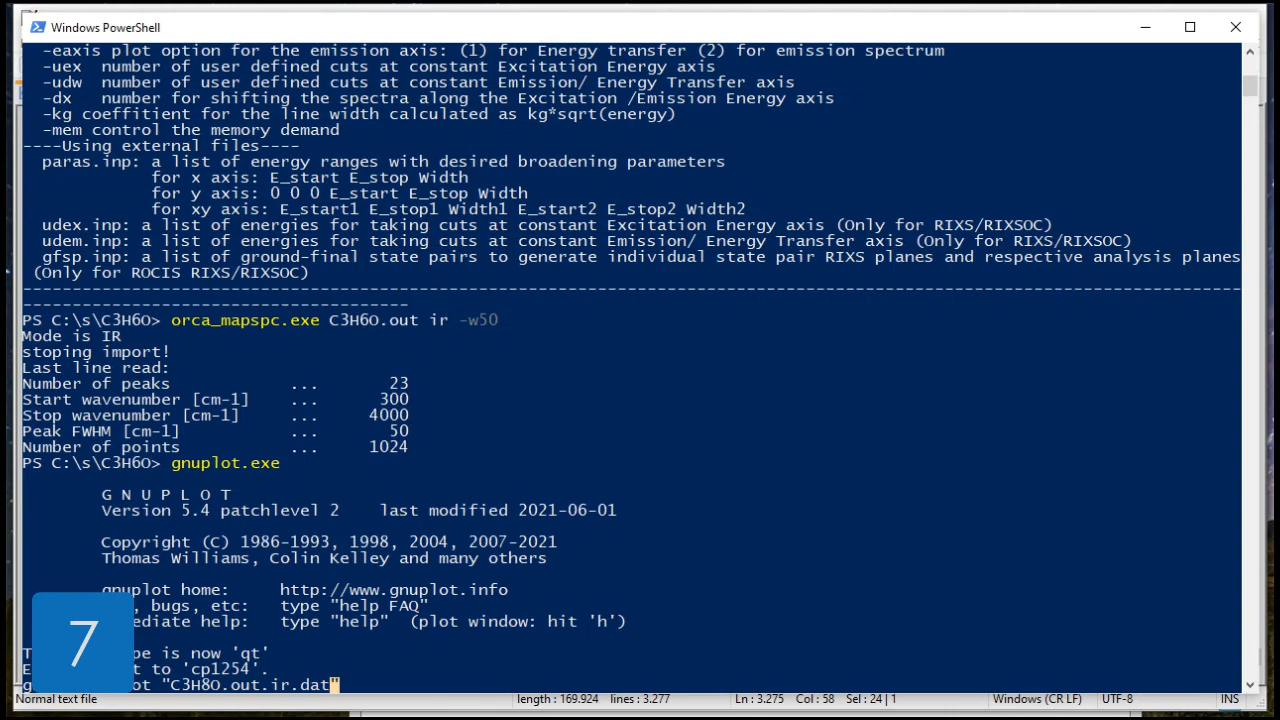 Windows PowerShell
-eaxis plot option for the emission axis: (1) for Energy transfer (2) for emission spectrum
-uex number of user defined cuts at constant Excitation Energy axis
-udw number of user defined cuts at constant Emission/ Energy Transfer axis
-dx number for shifting the spectra along the Excitation /Emission Energy axis
-kg coeffitient for the line width calculated as kg*sqrt(energy)
-mem control the memory demand
----Using external files----
paras.inp: a list of energy ranges with desired broadening parameters
for x axis: E_start E_stop Width
for y axis: 0 0 0 E_start E_stop Width
for xy axis: E_start1 E_stop1 Width1 E_start2 E_stop2 Width2
udex.inp: a list of energies for taking cuts at constant Excitation Energy axis (Only for RIXS/RIXSOC)
udem.inp: a list of energies for taking cuts at constant Emission/ Energy Transfer axis (Only for RIXS/RIXSOC)
gfsp.inp: a list of ground-final state pairs to generate individual state pair RIXS planes and respective analysis planes
(Only for ROCIS RIXS/RIXSOC)
---------------------------------------------------------------------------------------------------------------------------
---------------------------------------
PS C:\s\C3H6O> orca_mapspc.exe C3H6O.out ir -w50
Mode is IR
stoping import!
Last line read:
Number of peaks ... 23
Start wavenumber [cm-1] ... 300
Stop wavenumber [cm-1] ... 4000
Peak FWHM [cm-1] ... 50
Number of points ... 1024
PS C:\s\C3H6O> gnuplot.exe
G N U P L O T
Version 5.4 patchlevel 2 last modified 2021-06-01
Copyright (C) 1986-1993, 1998, 2004, 2007-2021
Thomas Williams, Colin Kelley and many others
gnuplot home: http://www.gnuplot.info
, bugs, etc: type "help FAQ"
ediate help: type "help" (plot window: hit 'h')
pe is now 'qt'
t to 'cp1254'.
ot "C3H8O.out.ir.dat"
7
Normal text file length : 169.924 lines : 3.277 Ln : 3.275 Col : 58 Sel : 24 | 1 Windows (CR LF) UTF-8 INS